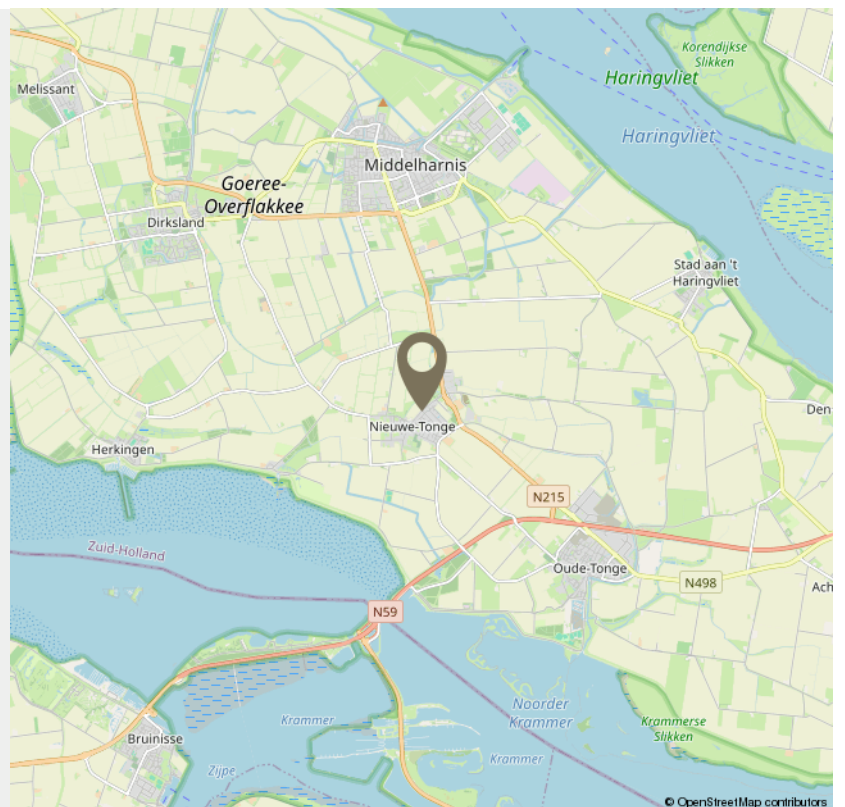 Korendijkse
Slikken
Haringvliet
Melissant
Haringvliet
Middelharnis
Goeree-
Overflakkee
Dirksland
Stad aan 't
Haringvliet
Den
Nieuwe-Tonge
Herkingen
N215
Zuid-Holland
Oude-Tonge
N498
Ach
N59
Noorder
Krammer
Krammer
Krammerse
Slikken
Bruinisse
Krammer
Zijpe
© OpenStreetMap contributors